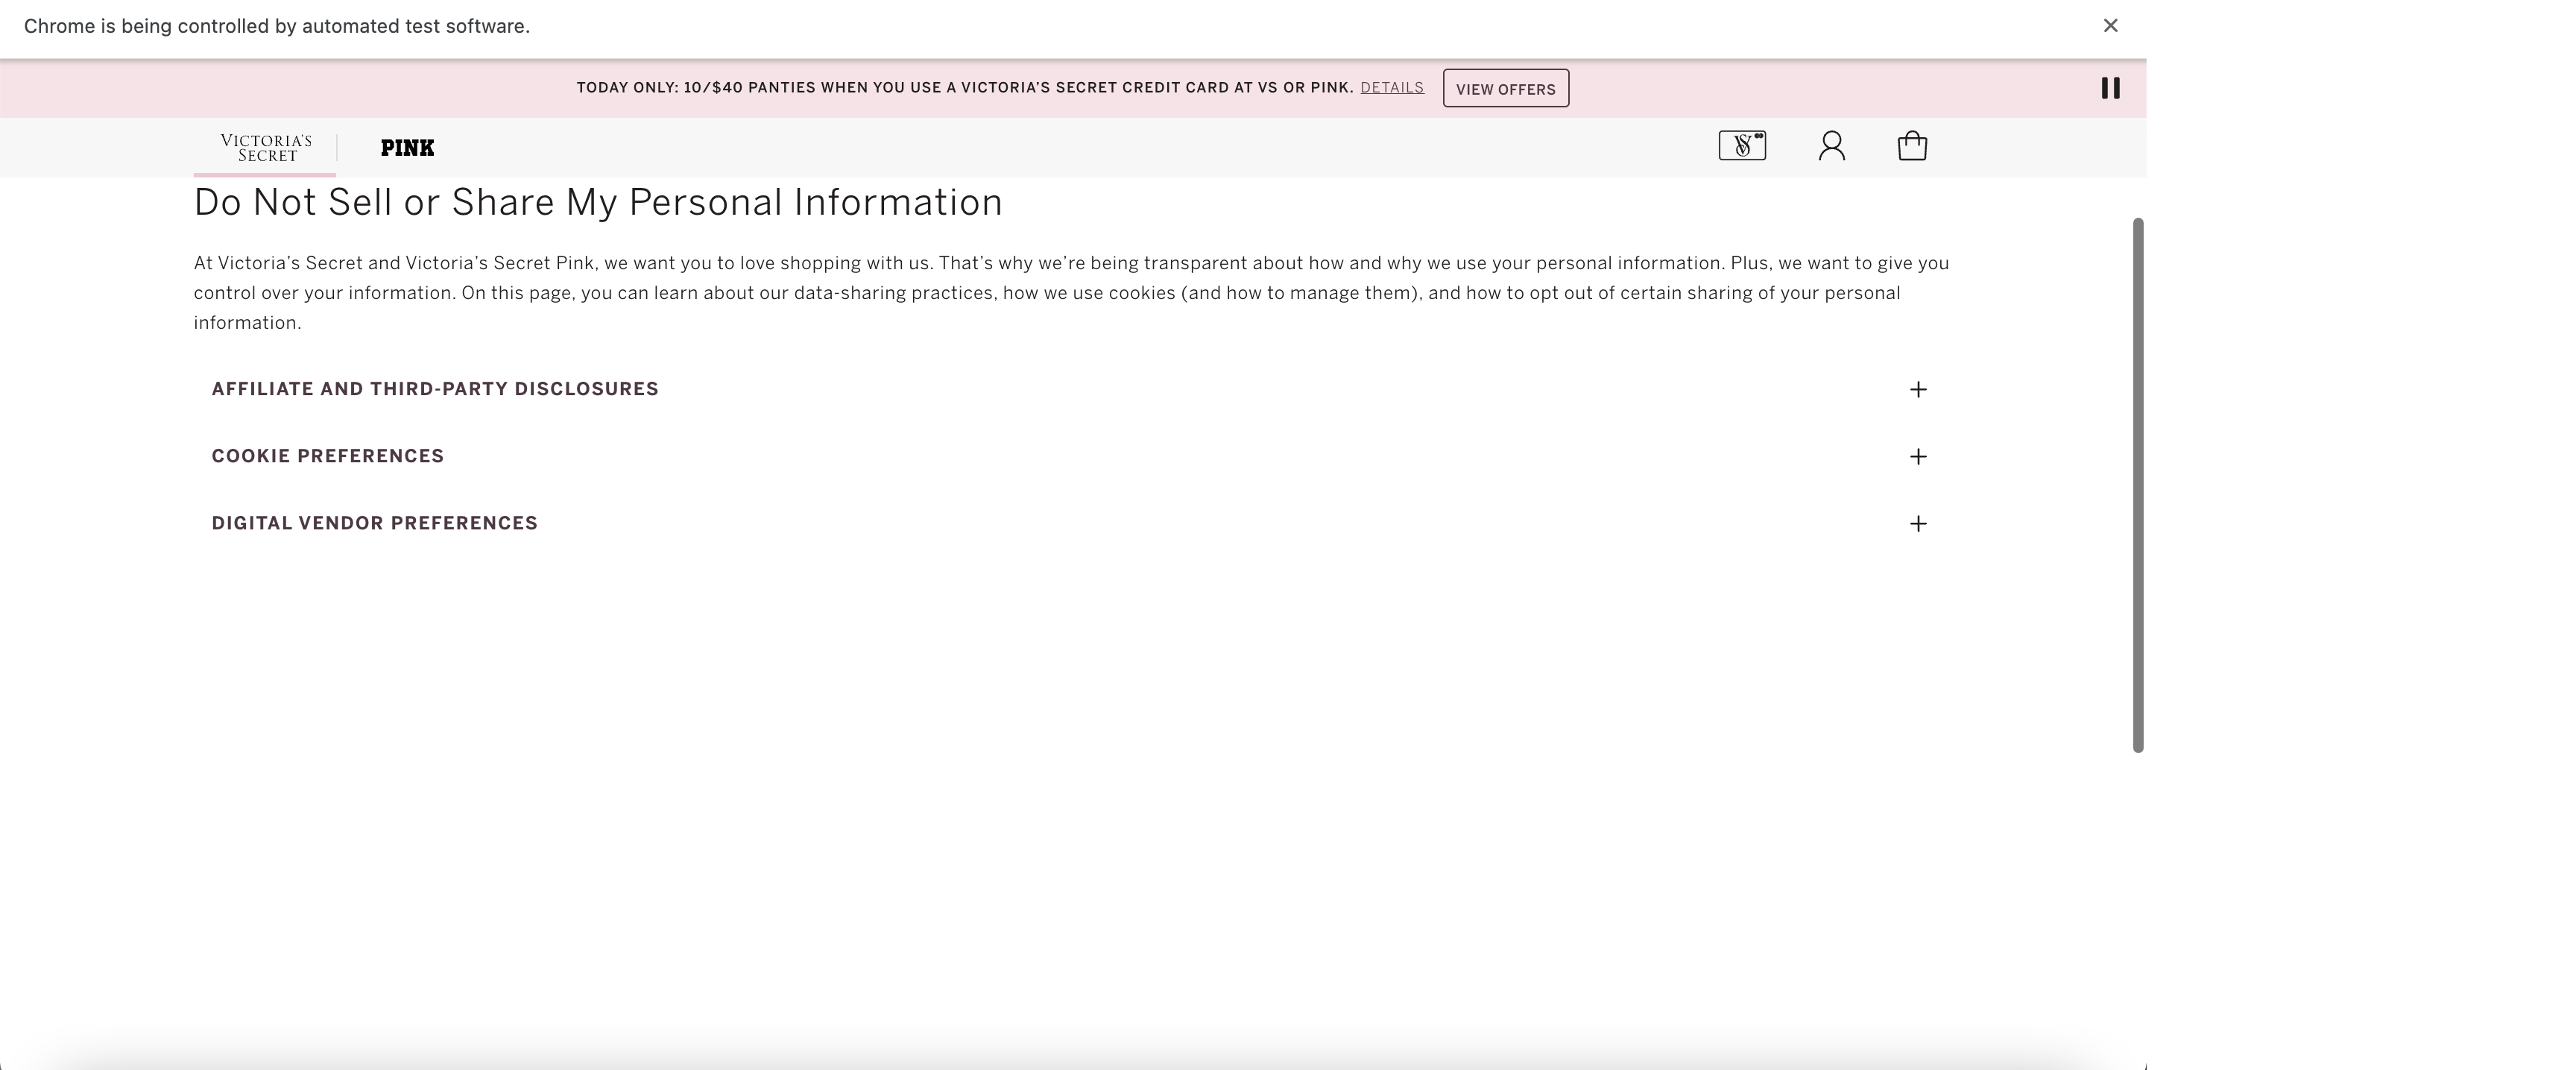 Chrome is being controlled by automated test software.
TODAY ONLY: 10/$40 PANTIES WHEN YOU USE A VICTORIA'S SECRET CREDIT CARD AT VS OR PINK. DETAILS VIEW OFFERS
VICTORIA'S
SECRET
PINK
VS
Do Not Sell or Share My Personal Information
At Victoria's Secret and Victoria's Secret Pink, we want you to love shopping with us. That's why we're being transparent about how and why we use your personal information. Plus, we want to give you
control over your information. On this page, you can learn about our data-sharing practices, how we use cookies (and how to manage them), and how to opt out of certain sharing of your personal
information.
AFFILIATE AND THIRD-PARTY DISCLOSURES
COOKIE PREFERENCES
DIGITAL VENDOR PREFERENCES